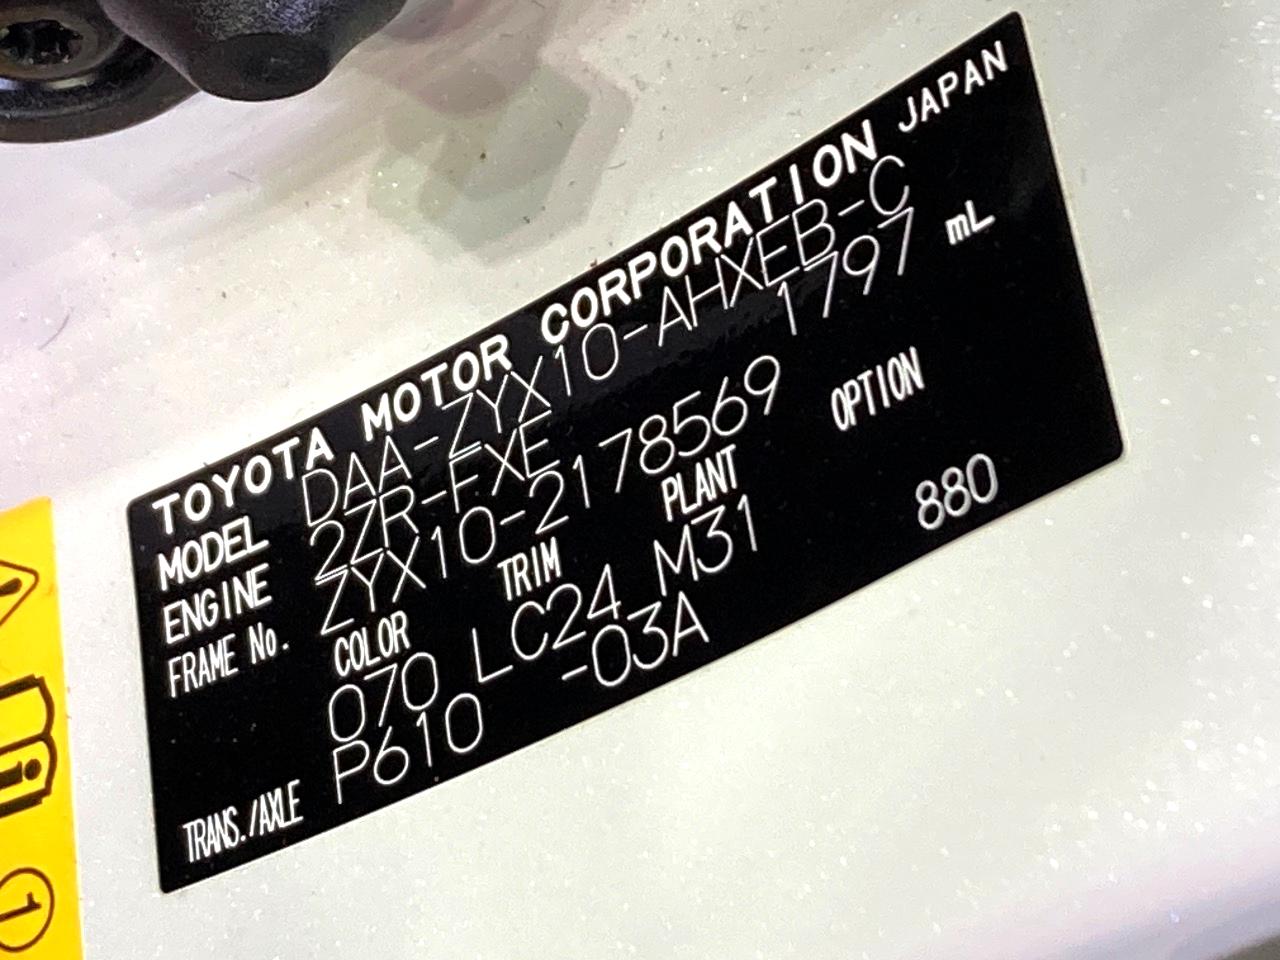 TOYOTA MOTOR CORPORATION JAPAN
MODEL DAA-ZYX10-AHXEB-C
ENGINE 2ZR-FXE 1797 mL
FRAME No. ZYX10-2178569
COLOR TRIM PLANT OPTION
070 LC24 M31 880
TRANS./AXLE P610 -03A
1